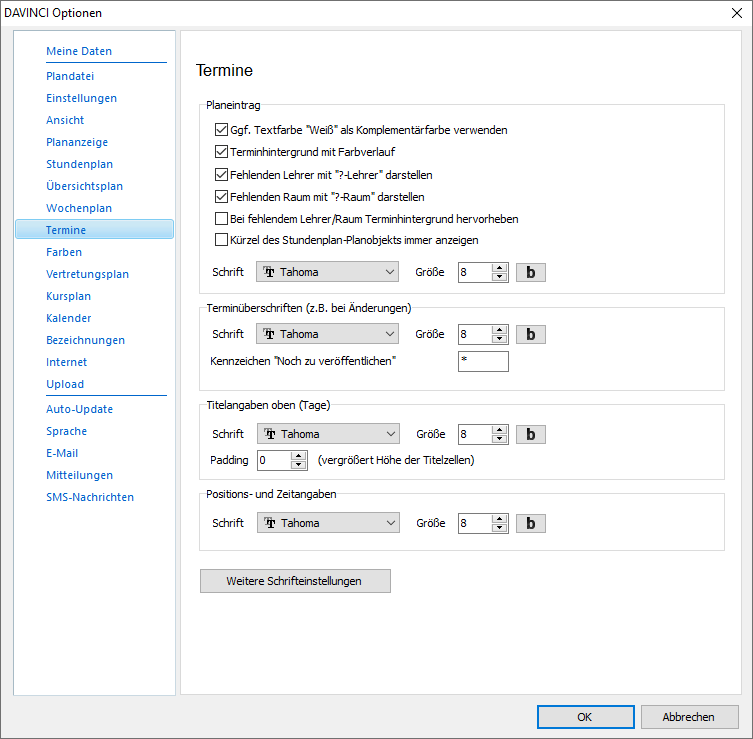 DAVINCI Optionen
Meine Daten
Plandatei
Einstellungen
Ansicht
Plananzeige
Stundenplan
Übersichtsplan
Wochenplan
Termine
Farben
Vertretungsplan
Kursplan
Kalender
Bezeichnungen
Internet
Upload
Auto-Update
Sprache
E-Mail
Mitteilungen
SMS-Nachrichten
Termine
Planeintrag
Ggf. Textfarbe "Weiß" als Komplementärfarbe verwenden
Terminhintergrund mit Farbverlauf
Fehlenden Lehrer mit "?-Lehrer" darstellen
Fehlenden Raum mit "?-Raum" darstellen
Bei fehlendem Lehrer/Raum Terminhintergrund hervorheben
Kürzel des Stundenplan-Planobjekts immer anzeigen
Schrift Tahoma Größe 8 b
Terminüberschriften (z.B. bei Änderungen)
Schrift Tahoma Größe 8 b
Kennzeichen "Noch zu veröffentlichen" *
Titelangaben oben (Tage)
Schrift Tahoma Größe 8 b
Padding 0 (vergrößert Höhe der Titelzellen)
Positions- und Zeitangaben
Schrift Tahoma Größe 8 b
Weitere Schrifteinstellungen
OK Abbrechen